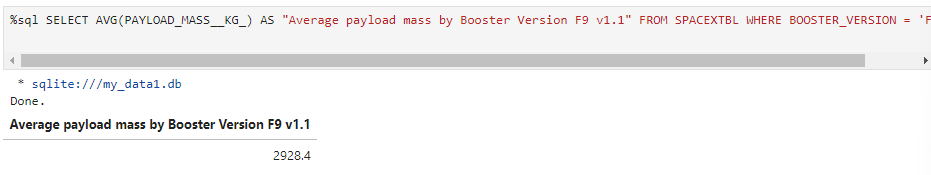 %sql SELECT AVG(PAYLOAD_MASS__KG_) AS "Average payload mass by Booster Version F9 v1.1" FROM SPACEXTBL WHERE BOOSTER_VERSION = 'F
* sqlite:///my_data1.db
Done.
Average payload mass by Booster Version F9 v1.1
2928.4